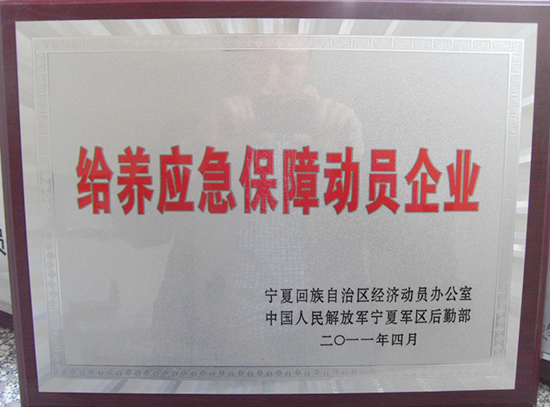 给养应急保障动员企业
宁夏回族自治区经济动员办公室
中国人民解放军宁夏军区后勤部
二〇一一年四月
员